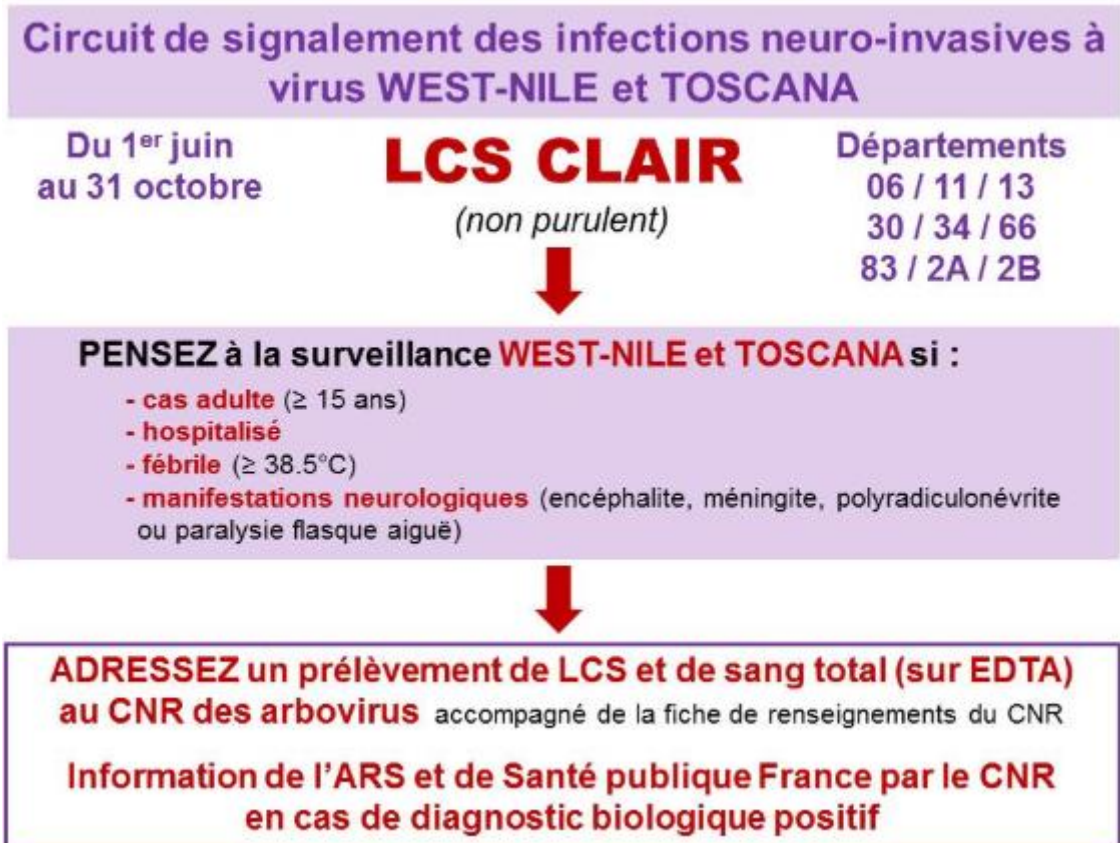 Circuit de signalement des infections neuro-invasives à
virus WEST-NILE et TOSCANA
Du 1er juin
au 31 octobre
LCS CLAIR
(non purulent)
Départements
06 / 11 / 13
30 / 34 / 66
83 / 2A / 2B
PENSEZ à la surveillance WEST-NILE et TOSCANA si :
- cas adulte (≥ 15 ans)
- hospitalisé
- fébrile (≥ 38.5°C)
- manifestations neurologiques (encéphalite, méningite, polyradiculonévrite
ou paralysie flasque aiguë)
ADRESSEZ un prélèvement de LCS et de sang total (sur EDTA)
au CNR des arbovirus accompagné de la fiche de renseignements du CNR
Information de l'ARS et de Santé publique France par le CNR
en cas de diagnostic biologique positif